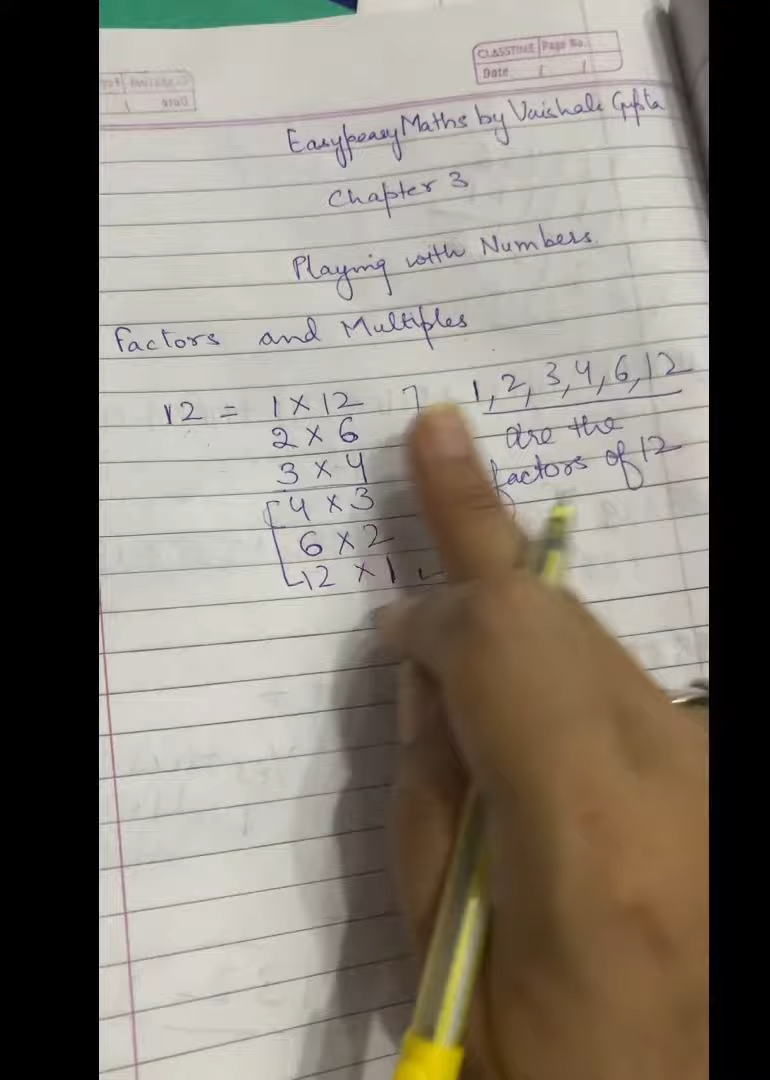 CLASSTIME Page No.
Date / /
Easypeasy Maths by Vaishali Gupta
Chapter 3
Playing with Numbers.
Factors and Multiples
12 = 1 × 12
2 × 6
3 × 4
4 × 3
6 × 2
12 × 1
1, 2, 3, 4, 6, 12
are the
factors of 12